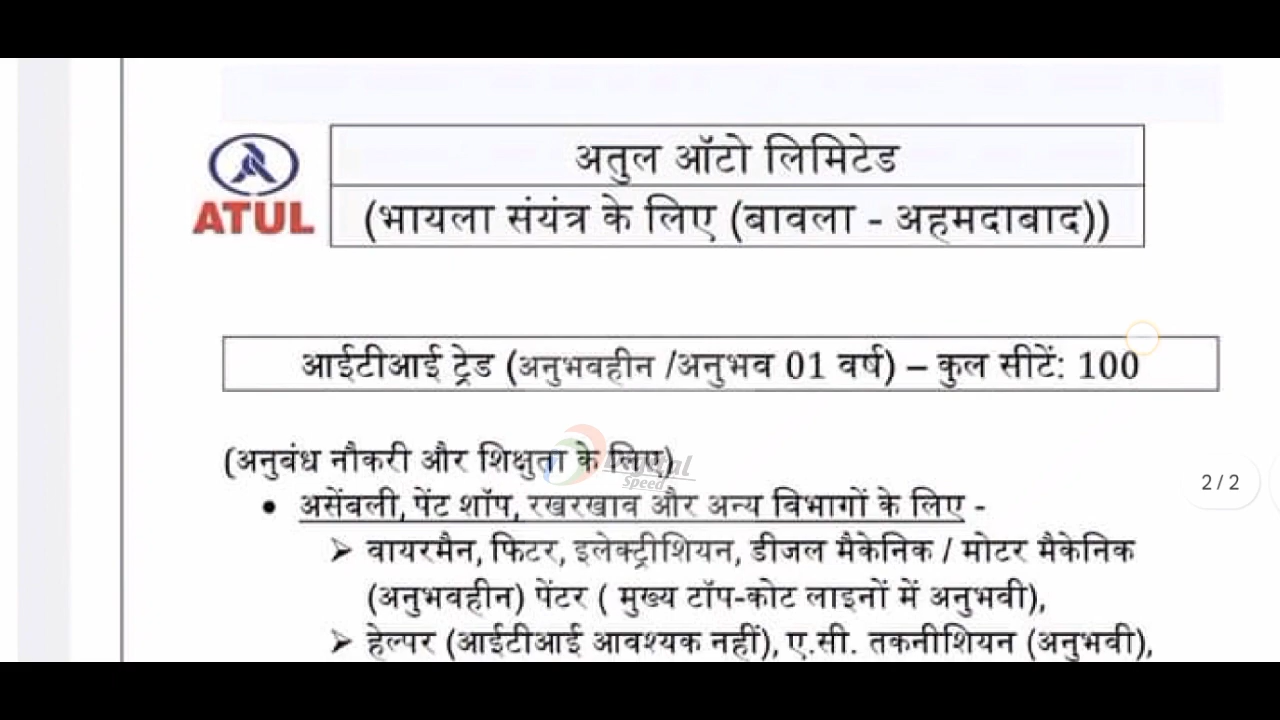 अतुल ऑटो लिमिटेड
ATUL
(भायला संयंत्र के लिए (बावला - अहमदाबाद))
आईटीआई ट्रेड (अनुभवहीन /अनुभव 01 वर्ष) – कुल सीटें: 100
(अनुबंध नौकरी और शिक्षुता के लिए)
Digital
Speed
• असेंबली, पेंट शॉप, रखरखाव और अन्य विभागों के लिए -
2 / 2
➢ वायरमैन, फिटर, इलेक्ट्रीशियन, डीजल मैकेनिक / मोटर मैकेनिक
(अनुभवहीन) पेंटर ( मुख्य टॉप-कोट लाइनों में अनुभवी),
➢ हेल्पर (आईटीआई आवश्यक नहीं), ए.सी. तकनीशियन (अनुभवी),